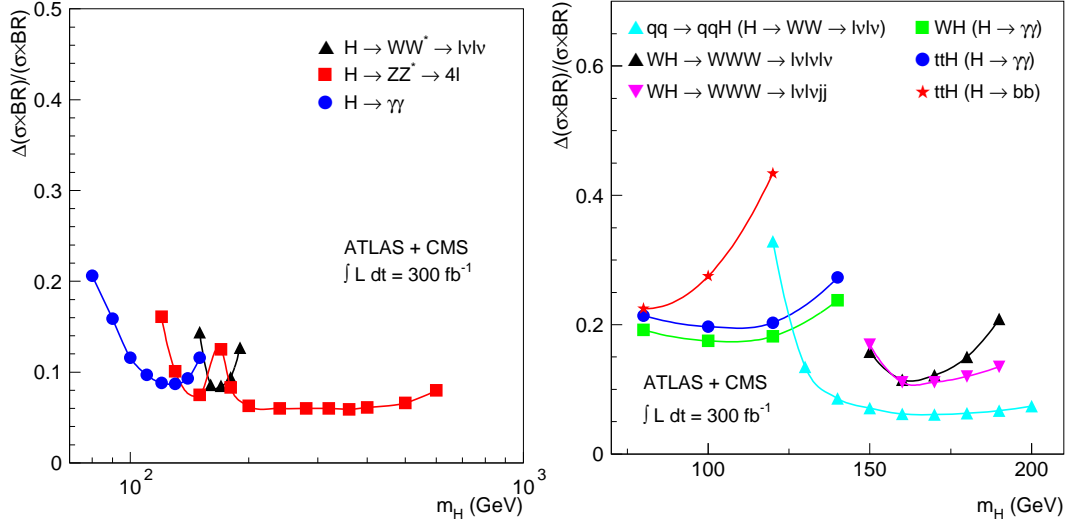 Δ(σ×BR)/(σ×BR)
0.5
0.4
0.3
0.2
0.1
0
H → WW* → lνlν
H → ZZ* → 4l
H → γγ
ATLAS + CMS
∫ L dt = 300 fb⁻¹
10²
10³
m_H (GeV)
Δ(σ×BR)/(σ×BR)
0.6
0.4
0.2
0
qq → qqH (H → WW → lνlν)
WH → WWW → lνlνlν
WH → WWW → lνlνjj
WH (H → γγ)
ttH (H → γγ)
ttH (H → bb)
ATLAS + CMS
∫ L dt = 300 fb⁻¹
100
150
200
m_H (GeV)